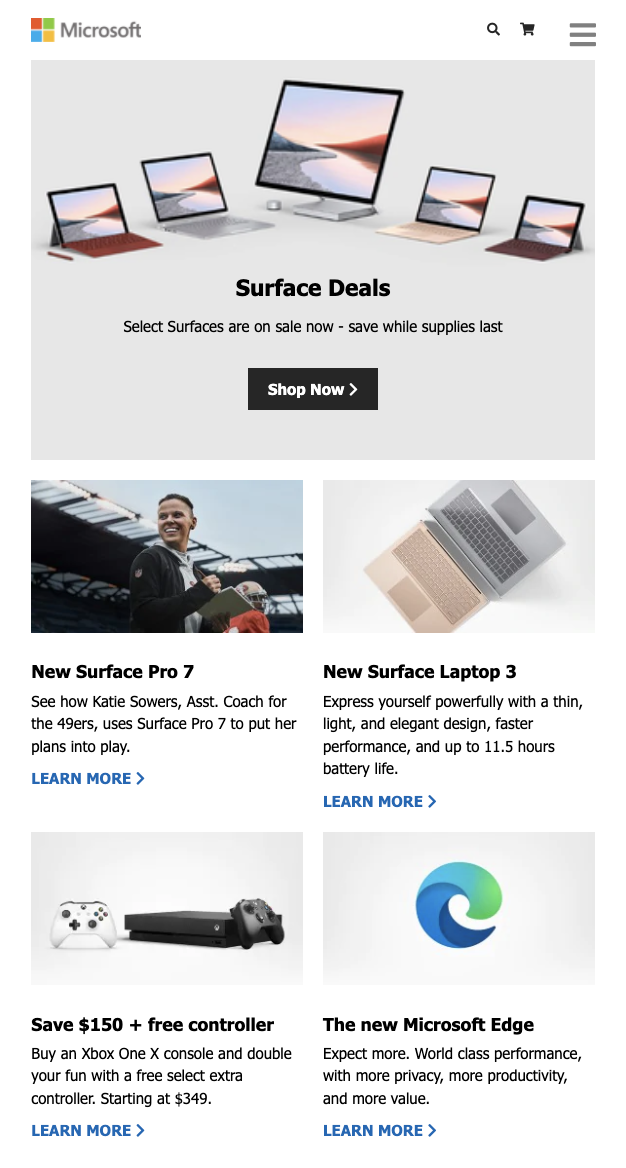 Microsoft
Surface Deals
Select Surfaces are on sale now - save while supplies last
Shop Now
New Surface Pro 7
See how Katie Sowers, Asst. Coach for
the 49ers, uses Surface Pro 7 to put her
plans into play.
LEARN MORE
New Surface Laptop 3
Express yourself powerfully with a thin,
light, and elegant design, faster
performance, and up to 11.5 hours
battery life.
LEARN MORE
Save $150 + free controller
Buy an Xbox One X console and double
your fun with a free select extra
controller. Starting at $349.
LEARN MORE
The new Microsoft Edge
Expect more. World class performance,
with more privacy, more productivity,
and more value.
LEARN MORE